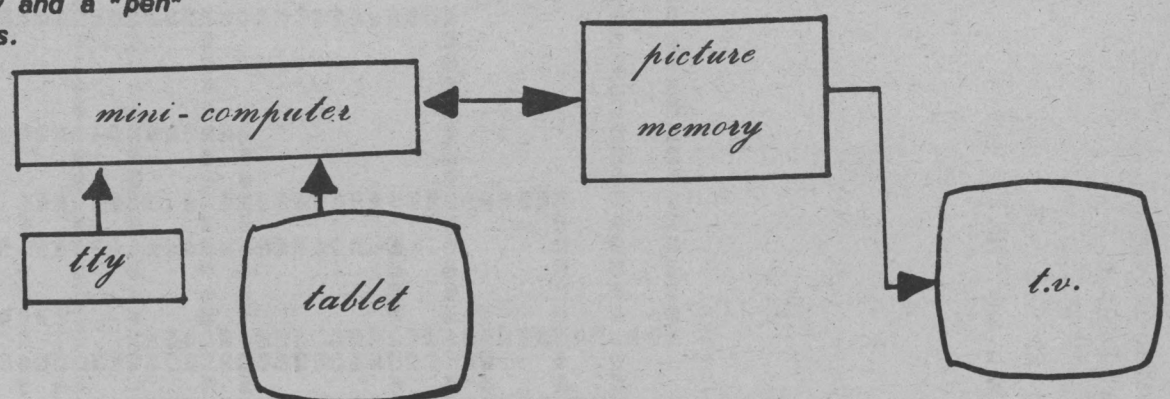 and a "pen"
s.
mini-computer
picture
memory
tty
tablet
t.v.